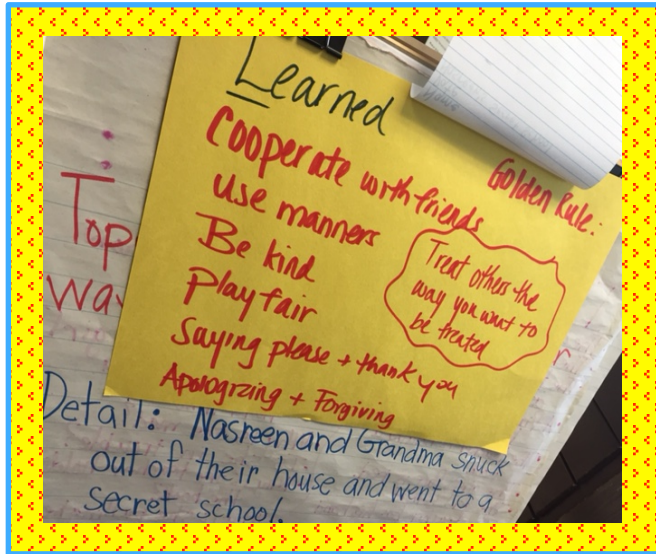 Learned
Cooperate with friends
use manners
Be kind
Play fair
Saying please + thank you
Apologizing + Forgiving
Golden Rule:
Treat others the
way you want to
be treated
Top
way
Detail: Nasreen and Grandma snuck
out of their house and went to a
secret school.